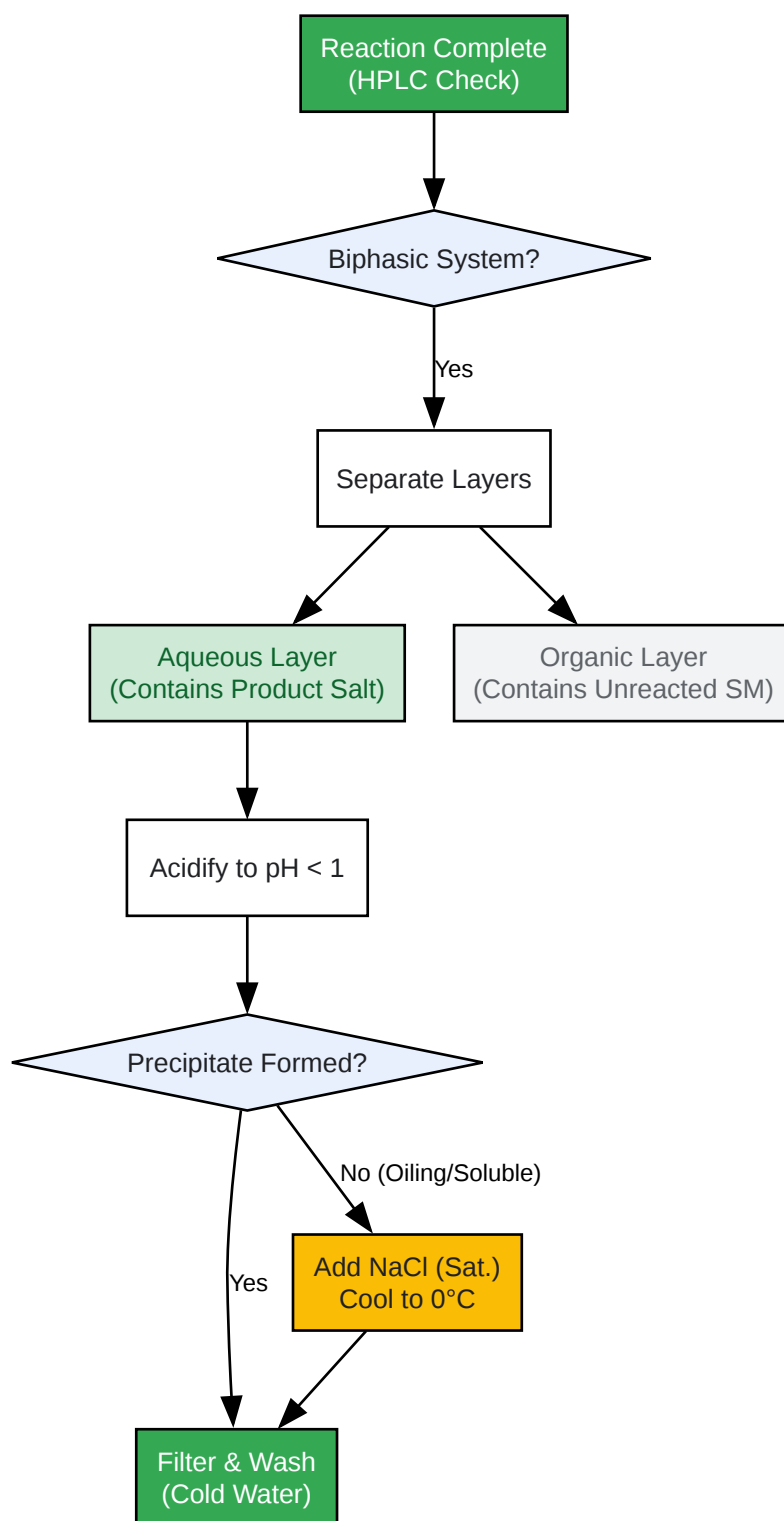 Reaction Complete
(HPLC Check)
Biphasic System?
Yes
Separate Layers
Aqueous Layer
(Contains Product Salt)
Organic Layer
(Contains Unreacted SM)
Acidify to pH < 1
Precipitate Formed?
No (Oiling/Soluble)
Yes
Add NaCl (Sat.)
Cool to 0°C
Filter & Wash
(Cold Water)